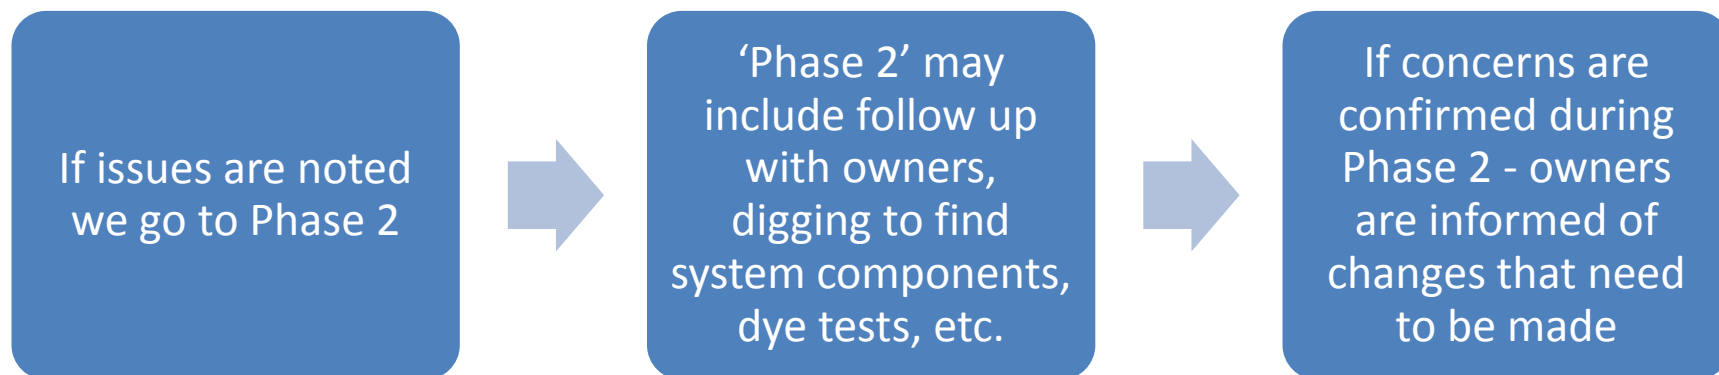 If issues are noted
we go to Phase 2
‘Phase 2’ may
include follow up
with owners,
digging to find
system components,
dye tests, etc.
If concerns are
confirmed during
Phase 2 - owners
are informed of
changes that need
to be made